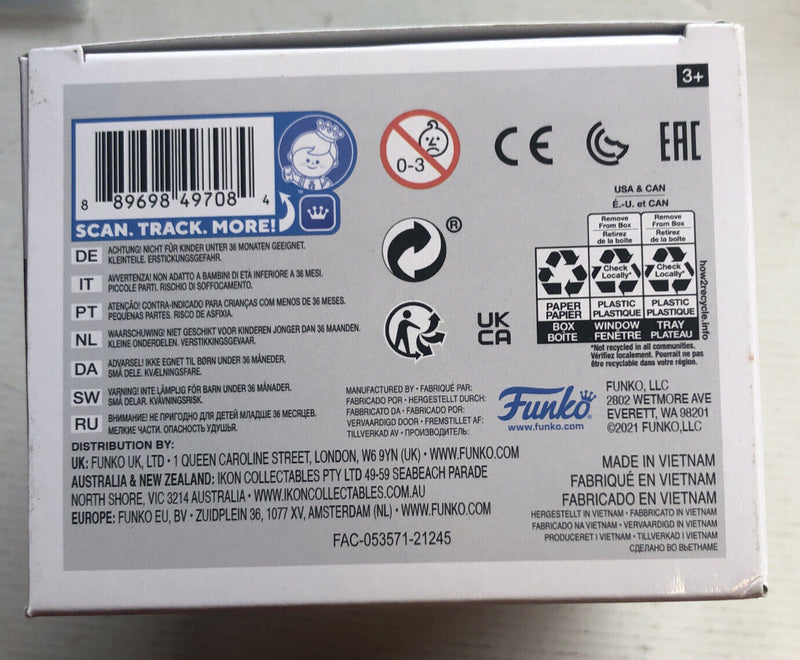 3+
8 89698 49708 4
SCAN. TRACK. MORE!
0-3
CE
EAC
®
UK
CA
USA & CAN
É.-U. et CAN
Remove From Box
Retirez de la boîte
Remove From Box
Retirez de la boîte
Check Locally*
Check Locally*
PAPER PAPIER
PLASTIC PLASTIQUE
PLASTIC PLASTIQUE
BOX BOÎTE
WINDOW FENÊTRE
TRAY PLATEAU
how2recycle.info
*Not recycled in all communities.
Vérifiez localement. Pourrait ne pas
être recyclable dans votre région.
DE ACHTUNG! NICHT FÜR KINDER UNTER 36 MONATEN GEEIGNET.
KLEINTEILE. ERSTICKUNGSGEFAHR.
IT AVVERTENZA! NON ADATTO A BAMBINI DI ETÀ INFERIORE A 36 MESI.
PICCOLE PARTI. RISCHIO DI SOFFOCAMENTO.
PT ATENÇÃO! CONTRA-INDICADO PARA CRIANÇAS COM MENOS DE 36 MESES.
PEQUENAS PARTES. RISCO DE ASFIXIA.
NL WAARSCHUWING! NIET GESCHIKT VOOR KINDEREN JONGER DAN 36 MAANDEN.
KLEINE ONDERDELEN. VERSTIKKINGSGEVAAR.
DA ADVARSEL! IKKE EGNET TIL BØRN UNDER 36 MÅNEDER.
SMÅ DELE. KVÆLNINGSFARE.
SW VARNING! INTE LÄMPLIG FÖR BARN UNDER 36 MÅNADER.
SMÅ DELAR. KVÄVNINGSRISK.
RU ВНИМАНИЕ! НЕ ПРИГОДНО ДЛЯ ДЕТЕЙ МЛАДШЕ 36 МЕСЯЦЕВ.
МЕЛКИЕ ЧАСТИ. ОПАСНОСТЬ УДУШЬЯ.
MANUFACTURED BY • FABRIQUÉ PAR:
FABRICADO POR • HERGESTELLT DURCH:
FABBRICATO DA • FABRICADO POR:
VERVAARDIGD DOOR • FREMSTILLET AF:
TILLVERKAD AV • ПРОИЗВОДИТЕЛЬ:
Funko
www.funko.com
FUNKO, LLC
2802 WETMORE AVE
EVERETT, WA 98201
©2021 FUNKO,LLC
DISTRIBUTION BY:
UK: FUNKO UK, LTD • 1 QUEEN CAROLINE STREET, LONDON, W6 9YN (UK) • WWW.FUNKO.COM
AUSTRALIA & NEW ZEALAND: IKON COLLECTABLES PTY LTD 49-59 SEABEACH PARADE
NORTH SHORE, VIC 3214 AUSTRALIA • WWW.IKONCOLLECTABLES.COM.AU
EUROPE: FUNKO EU, BV • ZUIDPLEIN 36, 1077 XV, AMSTERDAM (NL) • WWW.FUNKO.COM
FAC-053571-21245
MADE IN VIETNAM
FABRIQUÉ EN VIETNAM
FABRICADO EN VIETNAM
HERGESTELLT IN VIETNAM • FABBRICATO IN VIETNAM
FABRICADO NA VIETNAM • VERVAARDIGD IN VIETNAM
PRODUCERET I VIETNAM • TILLVERKAD I VIETNAM
СДЕЛАНО ВО ВЬЕТНАМЕ